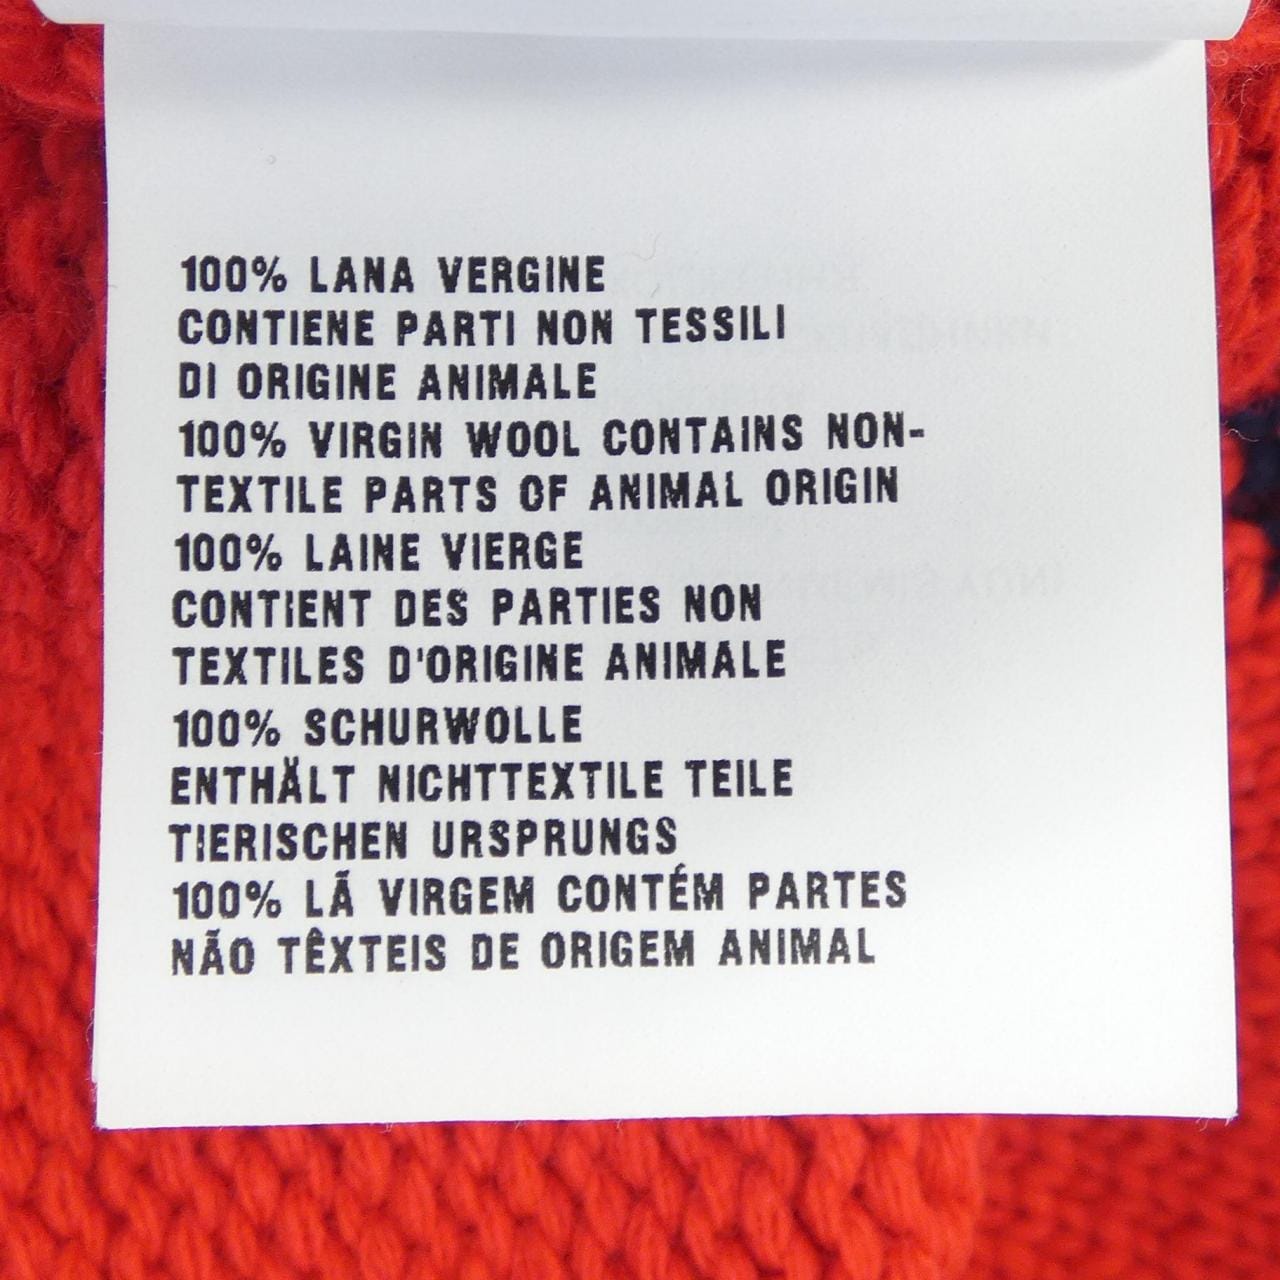 100% LANA VERGINE
CONTIENE PARTI NON TESSILI
DI ORIGINE ANIMALE
100% VIRGIN WOOL CONTAINS NON-
TEXTILE PARTS OF ANIMAL ORIGIN
100% LAINE VIERGE
CONTIENT DES PARTIES NON
TEXTILES D'ORIGINE ANIMALE
100% SCHURWOLLE
ENTHÄLT NICHTTEXTILE TEILE
TIERISCHEN URSPRUNGS
100% LÃ VIRGEM CONTÉM PARTES
NÃO TÊXTEIS DE ORIGEM ANIMAL